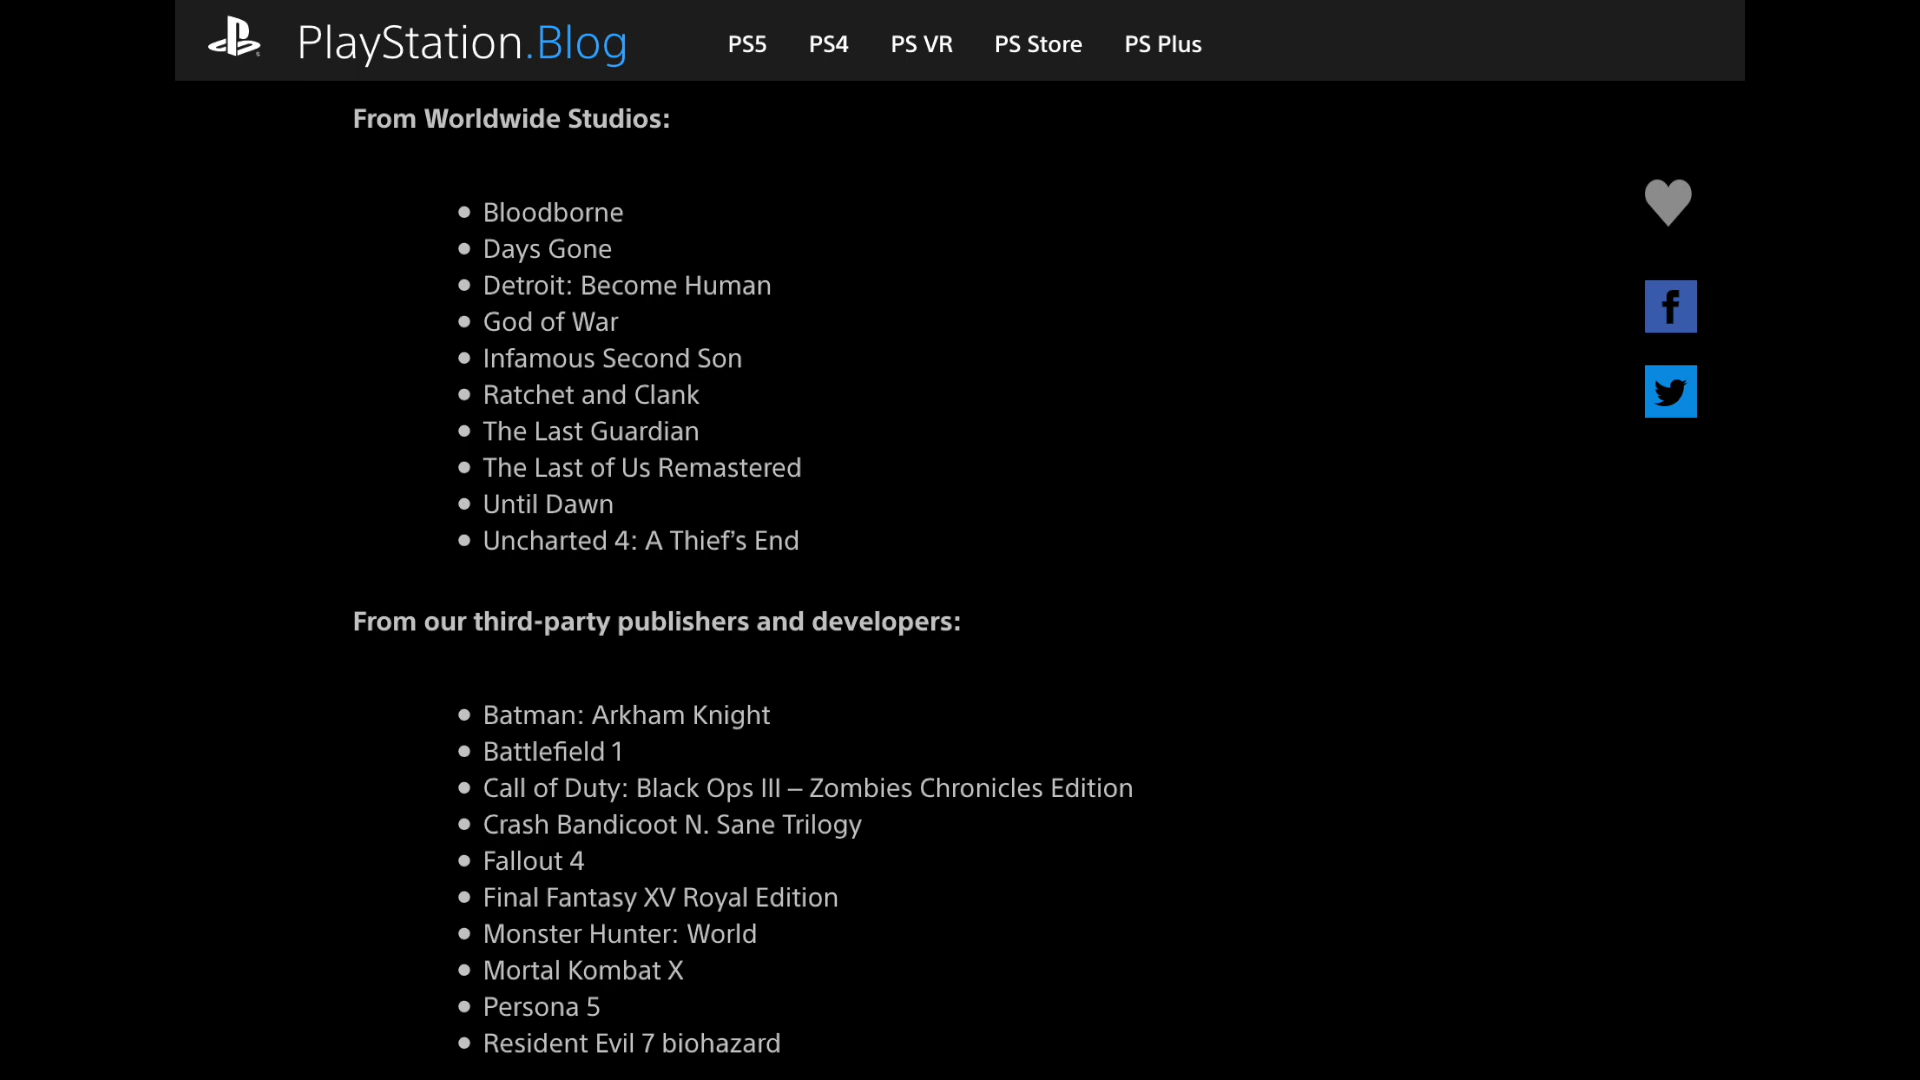 PlayStation.Blog
PS5
PS4
PS VR
PS Store
PS Plus
From Worldwide Studios:
• Bloodborne
• Days Gone
• Detroit: Become Human
• God of War
• Infamous Second Son
• Ratchet and Clank
• The Last Guardian
• The Last of Us Remastered
• Until Dawn
• Uncharted 4: A Thief’s End
From our third-party publishers and developers:
• Batman: Arkham Knight
• Battlefield 1
• Call of Duty: Black Ops III – Zombies Chronicles Edition
• Crash Bandicoot N. Sane Trilogy
• Fallout 4
• Final Fantasy XV Royal Edition
• Monster Hunter: World
• Mortal Kombat X
• Persona 5
• Resident Evil 7 biohazard